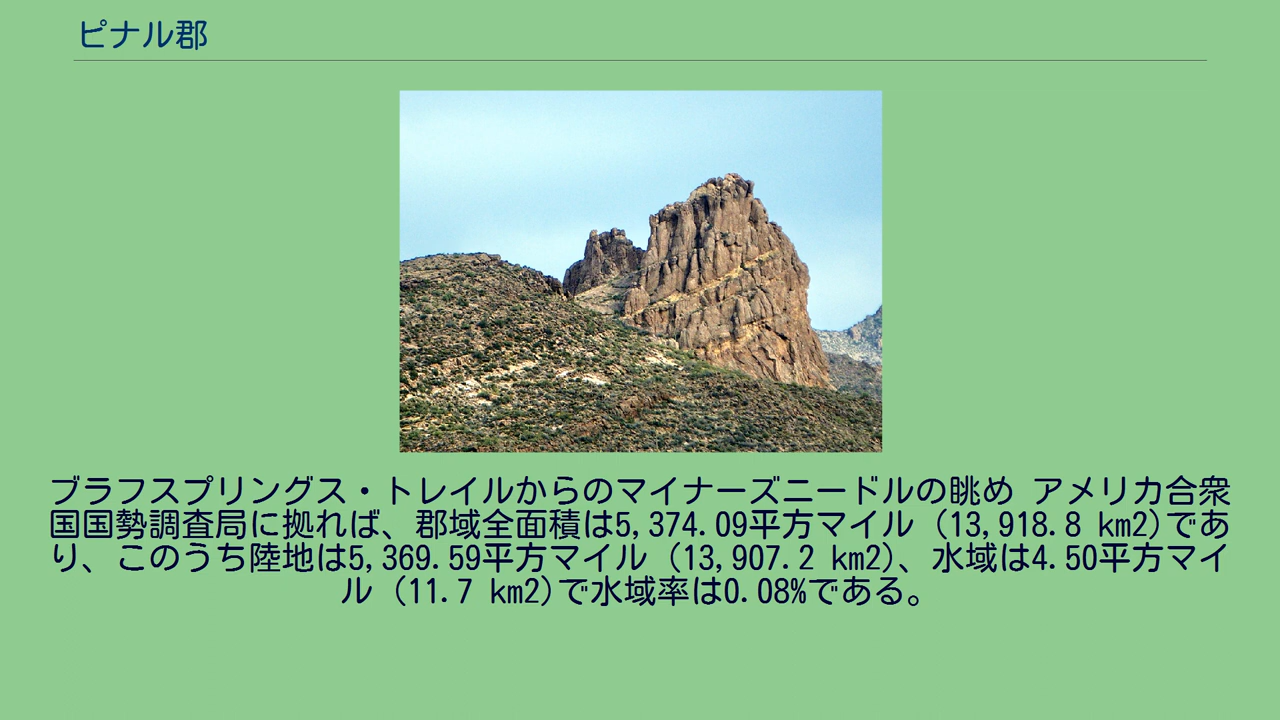 ピナル郡
ブラフスプリングス・トレイルからのマイナーズニードルの眺め アメリカ合衆
国国勢調査局に拠れば、郡域全面積は5,374.09平方マイル (13,918.8 km2)であ
り、このうち陸地は5,369.59平方マイル (13,907.2 km2)、水域は4.50平方マイ
ル (11.7 km2)で水域率は0.08%である。